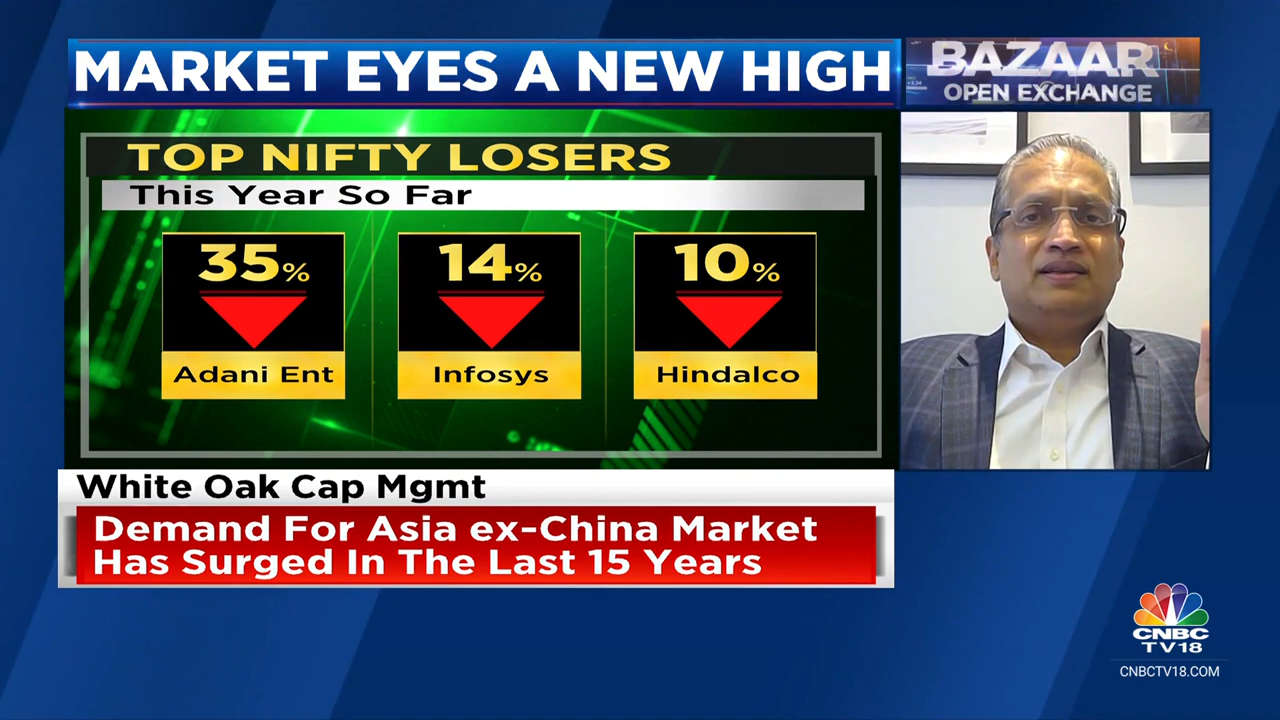 MARKET EYES A NEW HIGH
BAZAAR
OPEN EXCHANGE
TOP NIFTY LOSERS
This Year So Far
35%
14%
10%
Adani Ent
Infosys
Hindalco
White Oak Cap Mgmt
Demand For Asia ex-China Market
Has Surged In The Last 15 Years
CNBC
TV18
CNBCTV18.COM